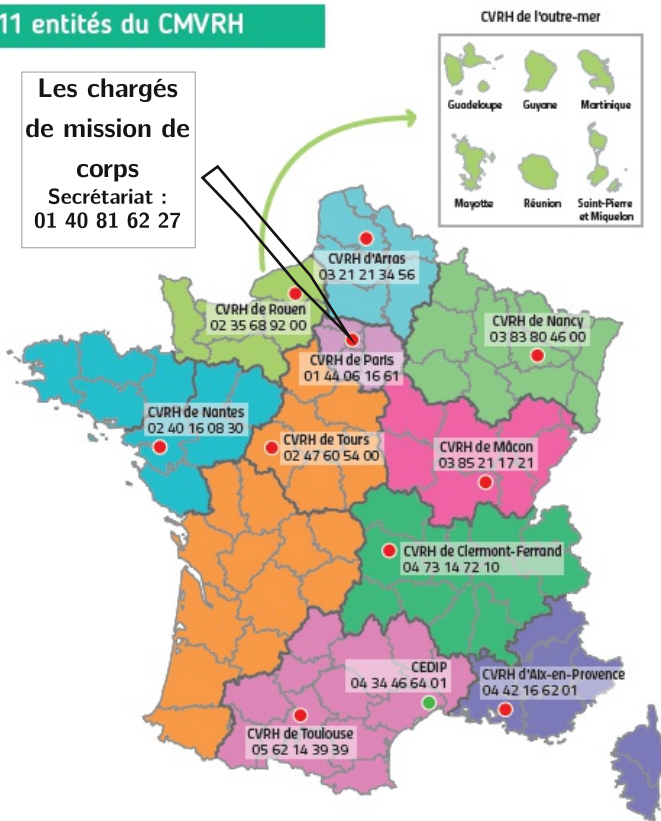 11 entités du CMVRH
CVRH de l'outre-mer
Guadeloupe
Guyane
Martinique
Mayotte
Réunion
Saint-Pierre
et Miquelon
Les chargés
de mission de
corps
Secrétariat :
01 40 81 62 27
CVRH d'Arras
03 21 21 34 56
CVRH de Rouen
02 35 68 92 00
CVRH de Nancy
03 83 80 46 00
CVRH de Paris
01 44 06 16 61
CVRH de Nantes
02 40 16 08 30
CVRH de Tours
02 47 60 54 00
CVRH de Mâcon
03 85 21 17 21
CVRH de Clermont-Ferrand
04 73 14 72 10
CEDIP
04 34 46 64 01
CVRH d'Aix-en-Provence
04 42 16 62 01
CVRH de Toulouse
05 62 14 39 39